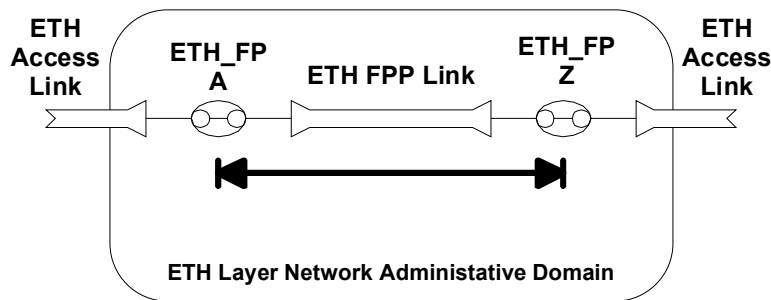 ETH
Access
Link
ETH_FP
A
ETH FPP Link
ETH_FP
Z
ETH
Access
Link
ETH Layer Network Administative Domain